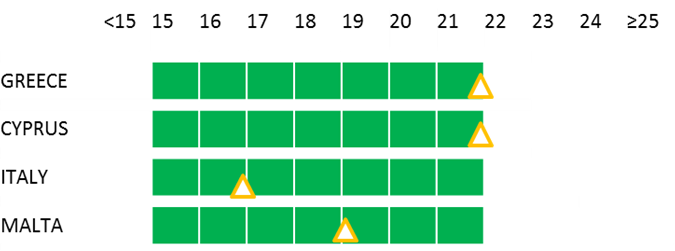 <15 15 16 17 18 19 20 21 22 23 24 ≥25
GREECE
CYPRUS
ITALY
MALTA